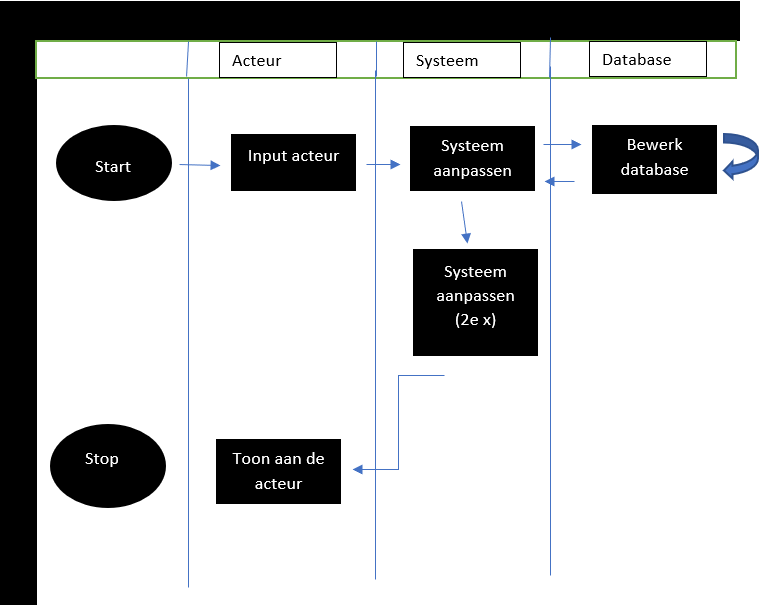 Acteur
Systeem
Database
Start
Input acteur
Systeem
aanpassen
Bewerk
database
Systeem
aanpassen
(2e x)
Stop
Toon aan de
acteur